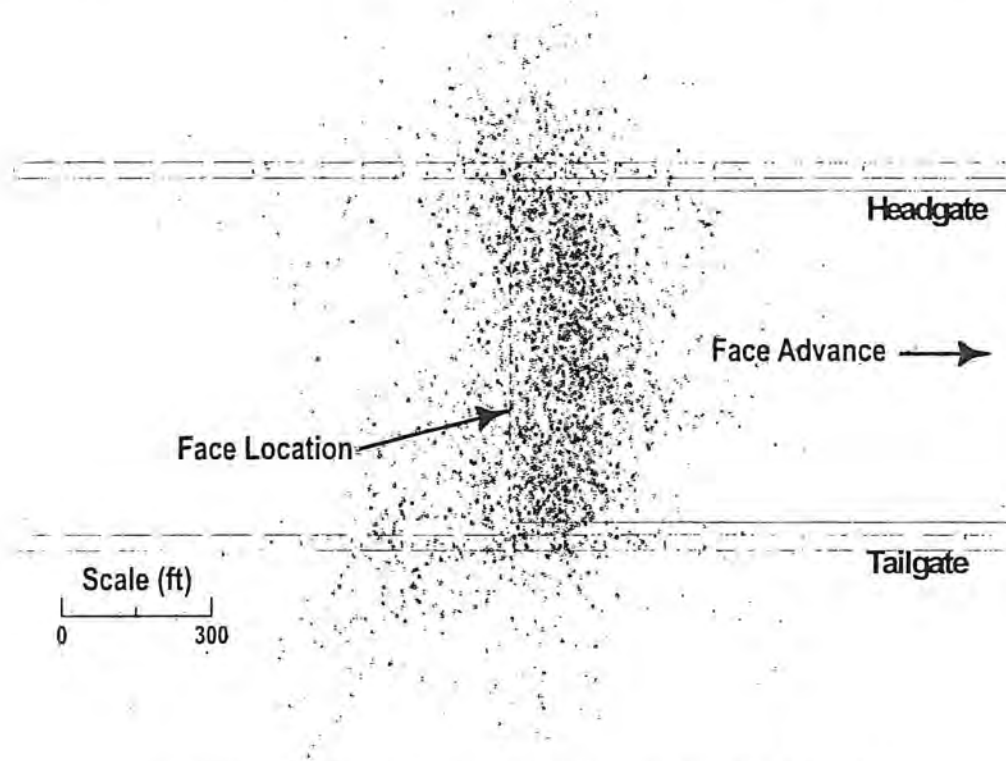 Headgate
Face Advance
Face Location
Tailgate
Scale (ft)
0 300